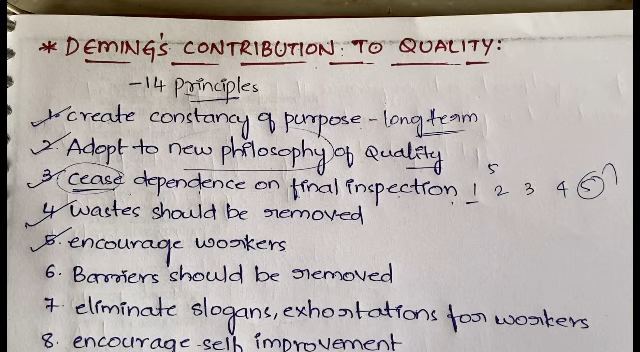 * DEMING'S CONTRIBUTION TO QUALITY:
-14 Principles
1. create constancy of purpose - long team
2. Adopt to new philosophy of Quality
3. cease dependence on final inspection 1 2 3 4 5
5
4. wastes should be removed
5. encourage workers
6. Barriers should be removed
7. eliminate slogans, exhortations for workers
8. encourage self improvement